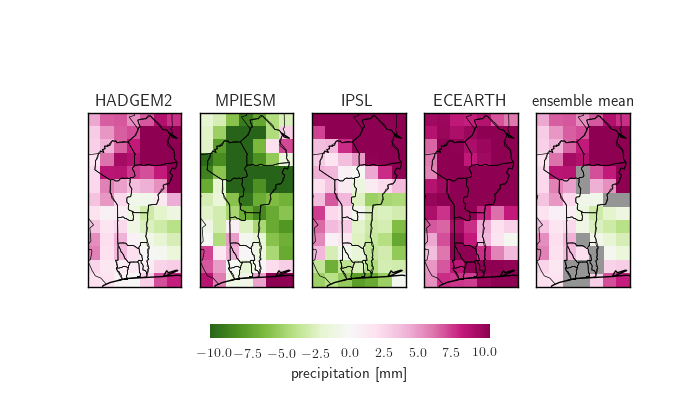 HADGEM2 MPIESM IPSL ECEARTH ensemble mean
−10.0 −7.5 −5.0 −2.5 0.0 2.5 5.0 7.5 10.0
precipitation [mm]